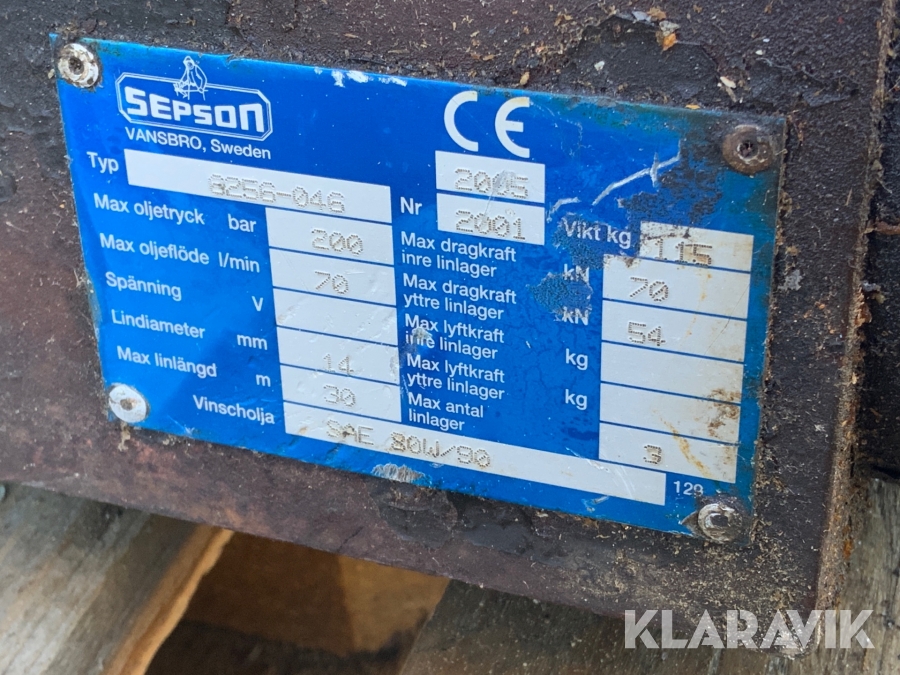 SEPSON
VANSBRO, Sweden
CE
2005
Typ 8256-046
Nr 2001
Vikt kg 115
Max oljetryck bar 200
Max dragkraft inre linlager kN 70
Max oljeflöde l/min 70
Max dragkraft yttre linlager kN 54
Spänning V
Max lyftkraft inre linlager kg
Lindiameter mm 14
Max lyftkraft yttre linlager kg
Max linlängd m 30
Max antal linlager 3
Vinscholja SAE 80W/90
129
KLARAVIK